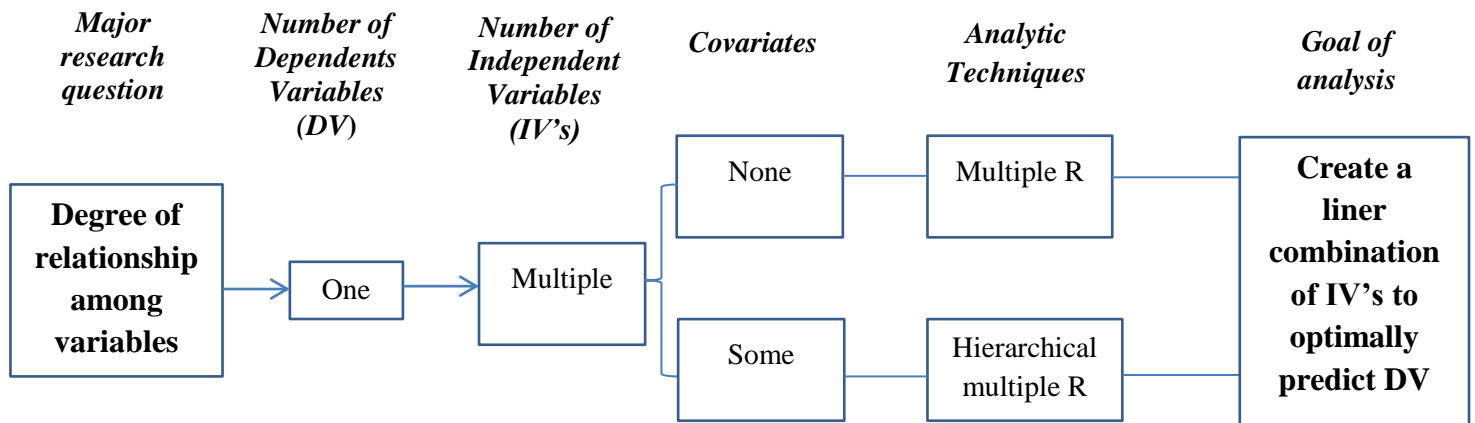 Major
research
question
Number of
Dependents
Variables
(DV)
Number of
Independent
Variables
(IV’s)
Covariates
Analytic
Techniques
Goal of
analysis
Degree of
relationship
among
variables
One
Multiple
None
Some
Multiple R
Hierarchical
multiple R
Create a
liner
combination
of IV’s to
optimally
predict DV